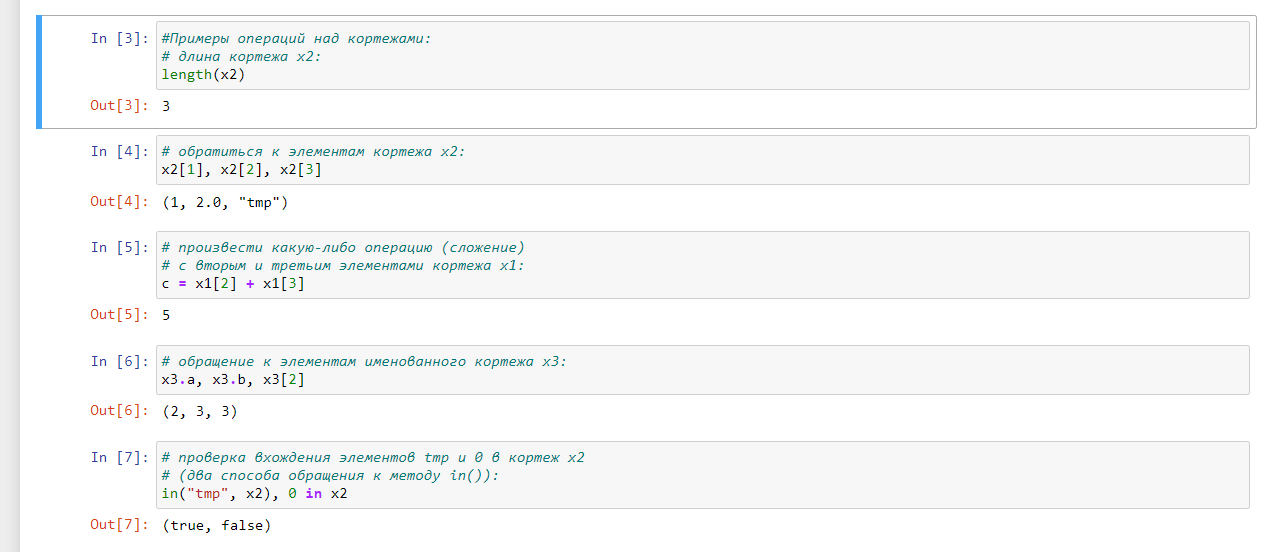 In [3]: #Примеры операций над кортежами:
# длина кортежа x2:
length(x2)
Out[3]: 3
In [4]: # обратиться к элементам кортежа x2:
x2[1], x2[2], x2[3]
Out[4]: (1, 2.0, "tmp")
In [5]: # произвести какую-либо операцию (сложение)
# с вторым и третьим элементами кортежа x1:
c = x1[2] + x1[3]
Out[5]: 5
In [6]: # обращение к элементам именованного кортежа x3:
x3.a, x3.b, x3[2]
Out[6]: (2, 3, 3)
In [7]: # проверка вхождения элементов tmp и 0 в кортеж x2
# (два способа обращения к методу in()):
in("tmp", x2), 0 in x2
Out[7]: (true, false)